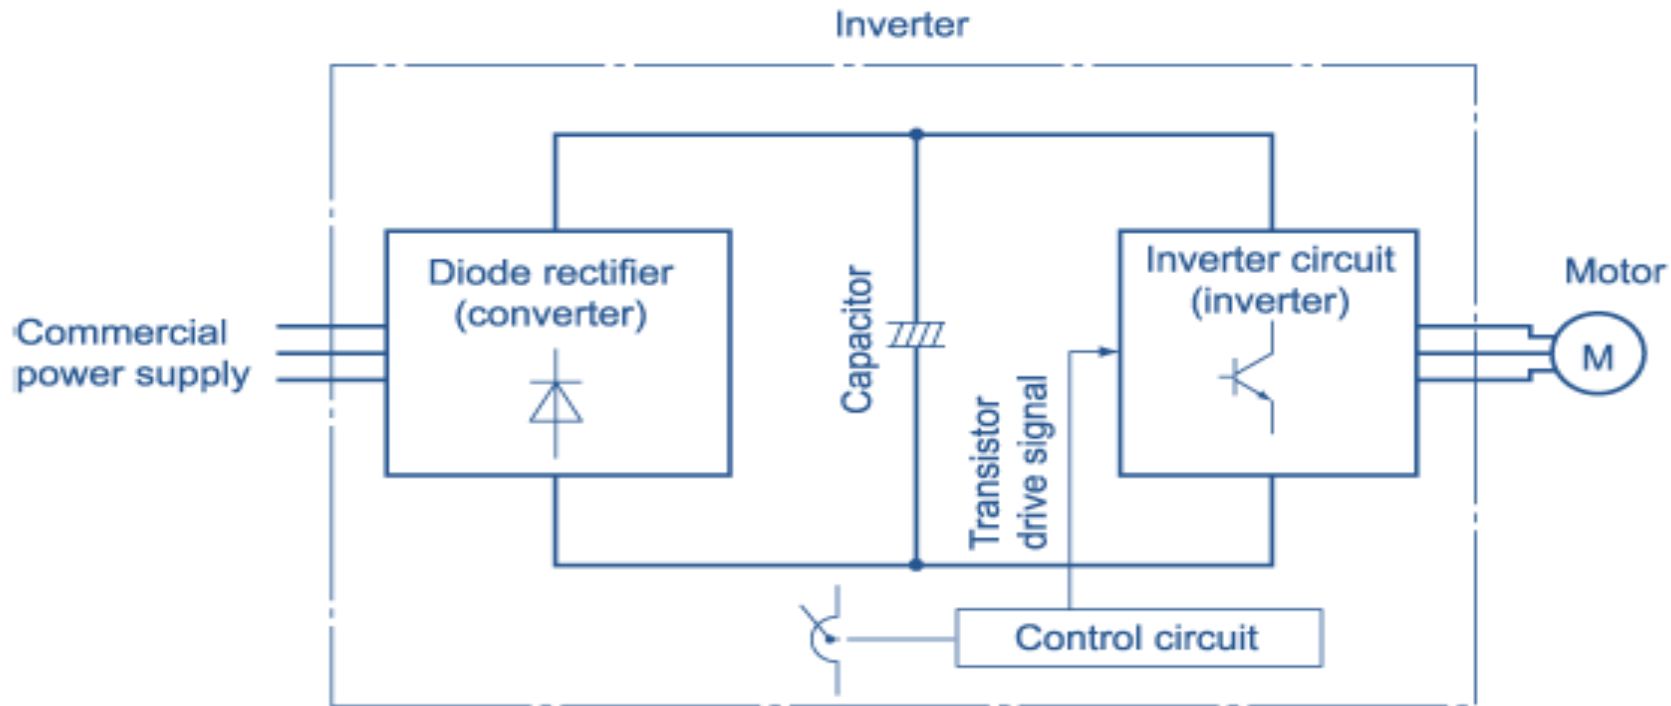 Inverter
Diode rectifier
(converter)
Inverter circuit
(inverter)
Motor
Commercial
power supply
Capacitor
M
Transistor
drive signal
Control circuit